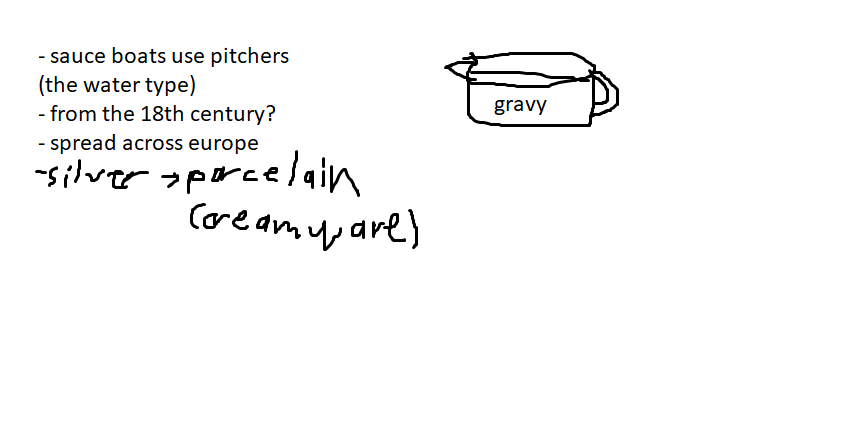 - sauce boats use pitchers
(the water type)
- from the 18th century?
- spread across europe
-silver → porcelain
(creamware)
gravy